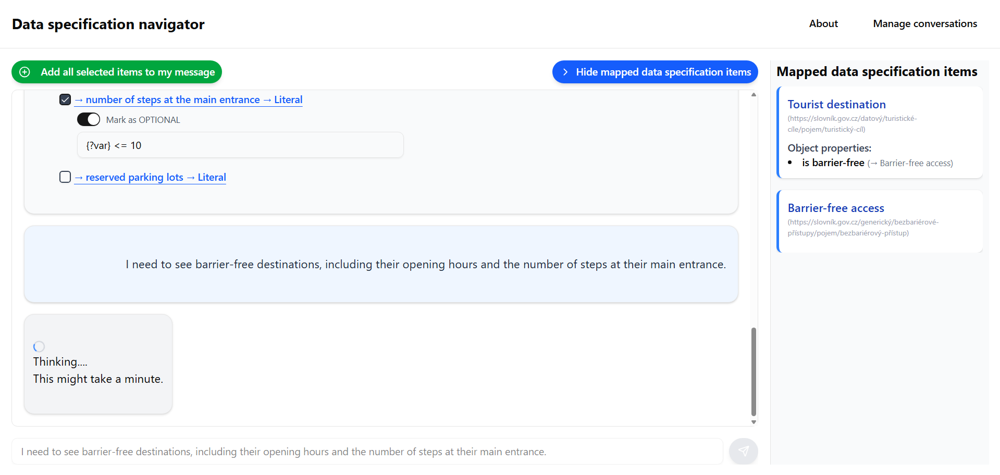 Data specification navigator
About
Manage conversations
Add all selected items to my message
Hide mapped data specification items
→ number of steps at the main entrance → Literal
Mark as OPTIONAL
{?var} <= 10
→ reserved parking lots → Literal
I need to see barrier-free destinations, including their opening hours and the number of steps at their main entrance.
Thinking....
This might take a minute.
I need to see barrier-free destinations, including their opening hours and the number of steps at their main entrance.
Mapped data specification items
Tourist destination
(https://slovník.gov.cz/datový/turistické-
cíle/pojem/turistický-cíl)
Object properties:
• is barrier-free (→ Barrier-free access)
Barrier-free access
(https://slovník.gov.cz/generický/bezbariérové-
přístupy/pojem/bezbariérový-přístup)